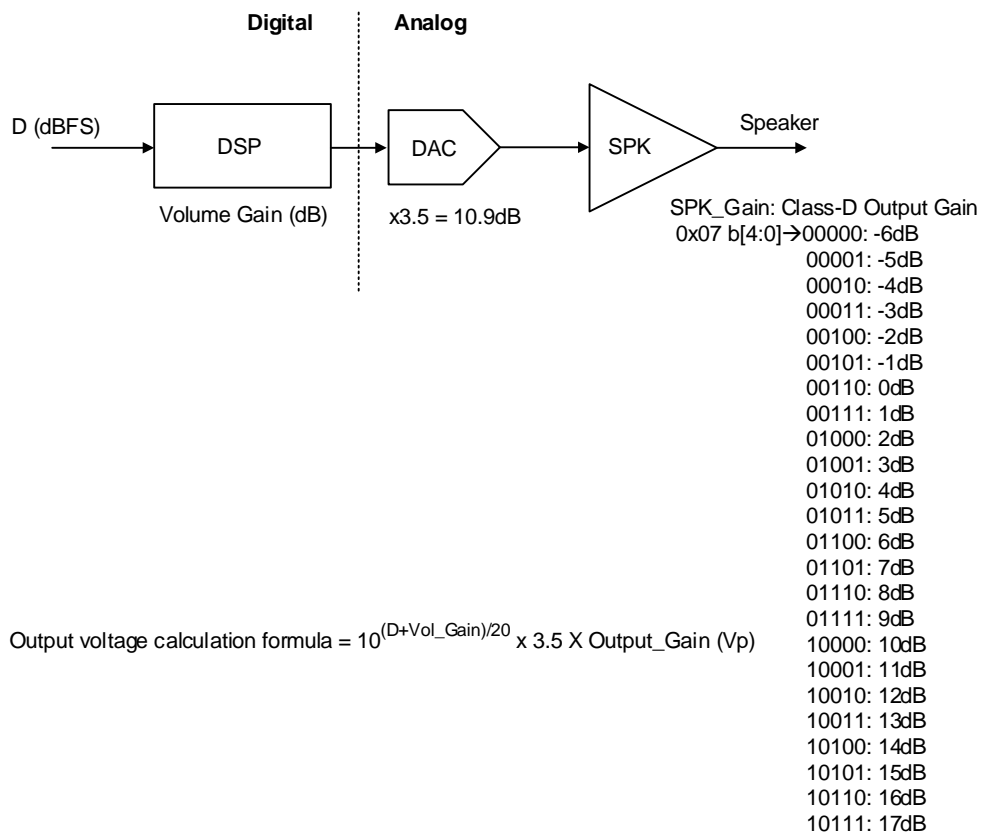 Digital
Analog
D (dBFS)
DSP
DAC
SPK
Speaker
Volume Gain (dB)
x3.5 = 10.9dB
SPK_Gain: Class-D Output Gain
0x07 b[4:0]→00000: -6dB
00001: -5dB
00010: -4dB
00011: -3dB
00100: -2dB
00101: -1dB
00110: 0dB
00111: 1dB
01000: 2dB
01001: 3dB
01010: 4dB
01011: 5dB
01100: 6dB
01101: 7dB
01110: 8dB
01111: 9dB
Output voltage calculation formula = 10^(D+Vol_Gain)/20 x 3.5 X Output_Gain (Vp)
10000: 10dB
10001: 11dB
10010: 12dB
10011: 13dB
10100: 14dB
10101: 15dB
10110: 16dB
10111: 17dB